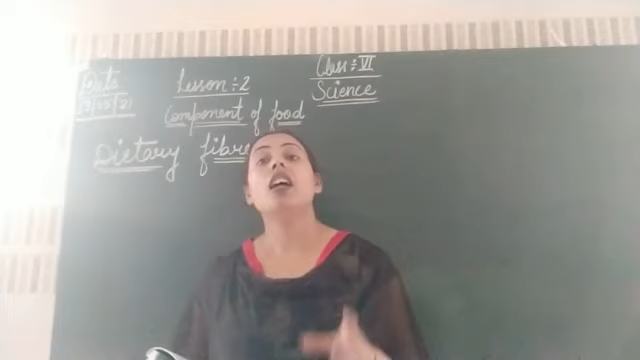 Date
Lesson :- 2
Class :- VI
Science
Component of food
Dietary fibre